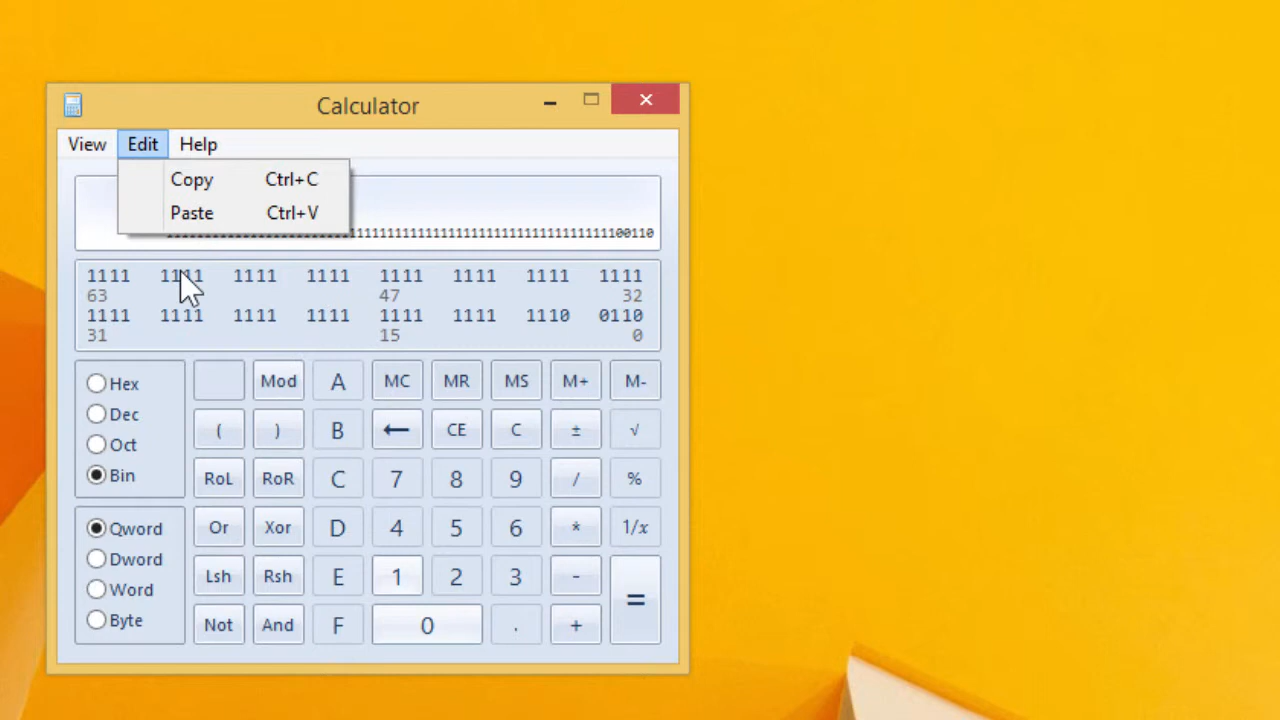 Calculator
View Edit Help
Copy Ctrl+C
Paste Ctrl+V
1111 1111 1111 1111 1111 1111 1111 1111
63 47 32
1111 1111 1111 1111 1111 1111 1110 0110
31 15 0
Hex Mod A MC MR MS M+ M-
Dec ( ) B ← CE C ± √
Oct
Bin RoL RoR C 7 8 9 / %
Qword Or Xor D 4 5 6 * 1/x
Dword
Word Lsh Rsh E 1 2 3 - =
Byte Not And F 0 . +